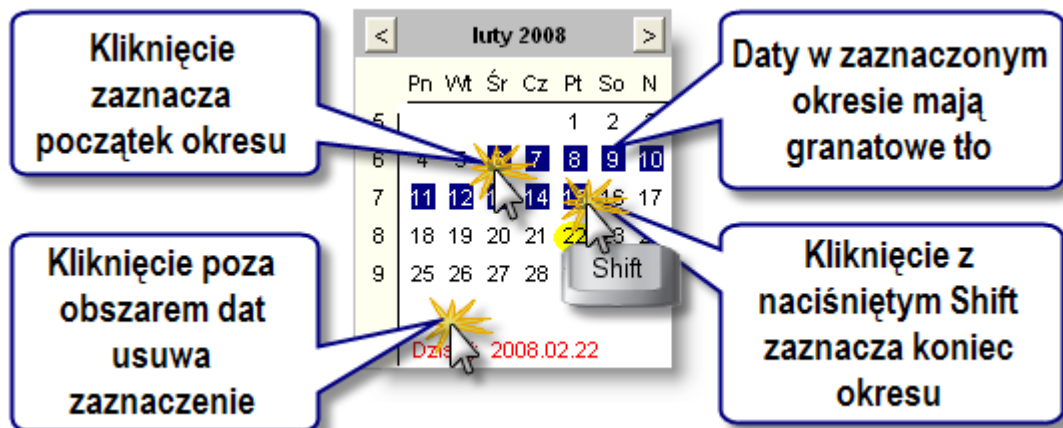 Kliknięcie
zaznacza
początek okresu
< luty 2008 >
Pn Wt Śr Cz Pt So N
5 1 2
6 4 5 6 7 8 9 10
7 11 12 14 15 16 17
8 18 19 20 21 22
9 25 26 27 28
Shift
2008.02.22
Daty w zaznaczonym
okresie mają
granatowe tło
Kliknięcie poza
obszarem dat
usuwa
zaznaczenie
Kliknięcie z
naciśniętym Shift
zaznacza koniec
okresu